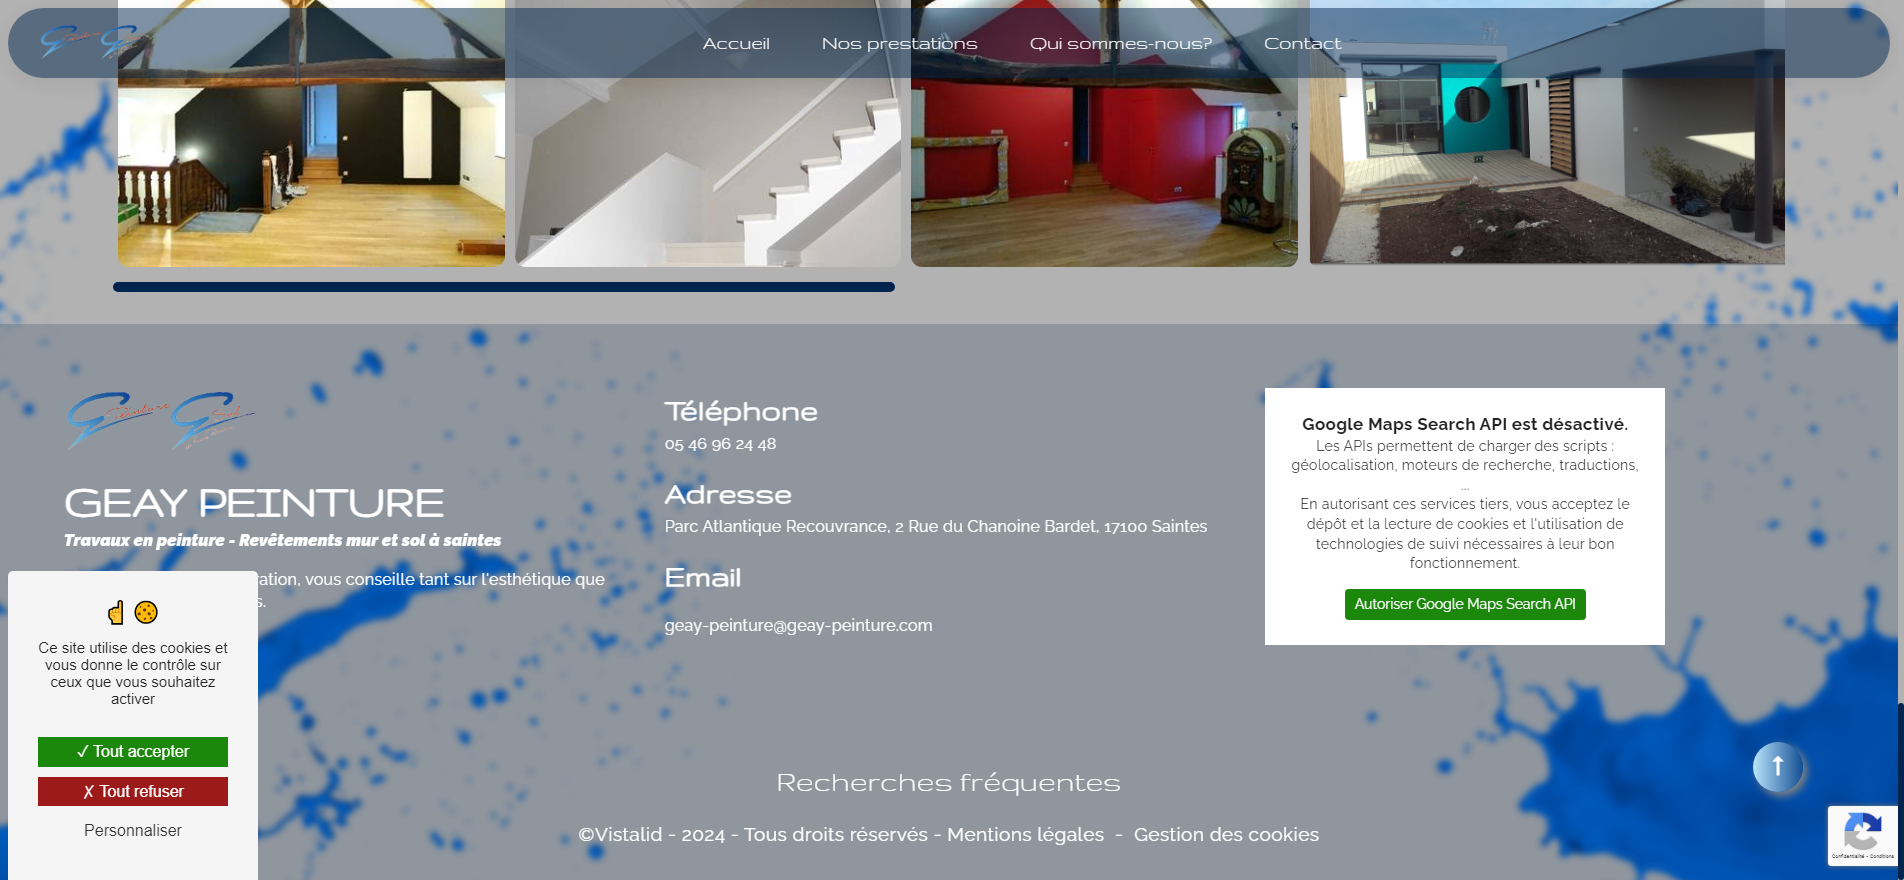 Accueil
Nos prestations
Qui sommes-nous?
Contact
GEAY PEINTURE
Travaux en peinture - Revêtements mur et sol à saintes
ration, vous conseille tant sur l'esthétique que
s.
Téléphone
05 46 96 24 48
Adresse
Parc Atlantique Recouvrance, 2 Rue du Chanoine Bardet, 17100 Saintes
Email
geay-peinture@geay-peinture.com
Google Maps Search API est désactivé.
Les APIs permettent de charger des scripts :
géolocalisation, moteurs de recherche, traductions,
...
En autorisant ces services tiers, vous acceptez le
dépôt et la lecture de cookies et l'utilisation de
technologies de suivi nécessaires à leur bon
fonctionnement.
Autoriser Google Maps Search API
Ce site utilise des cookies et
vous donne le contrôle sur
ceux que vous souhaitez
activer
✓ Tout accepter
✗ Tout refuser
Personnaliser
Recherches fréquentes
©Vistalid - 2024 - Tous droits réservés - Mentions légales - Gestion des cookies
Confidentialité - Conditions